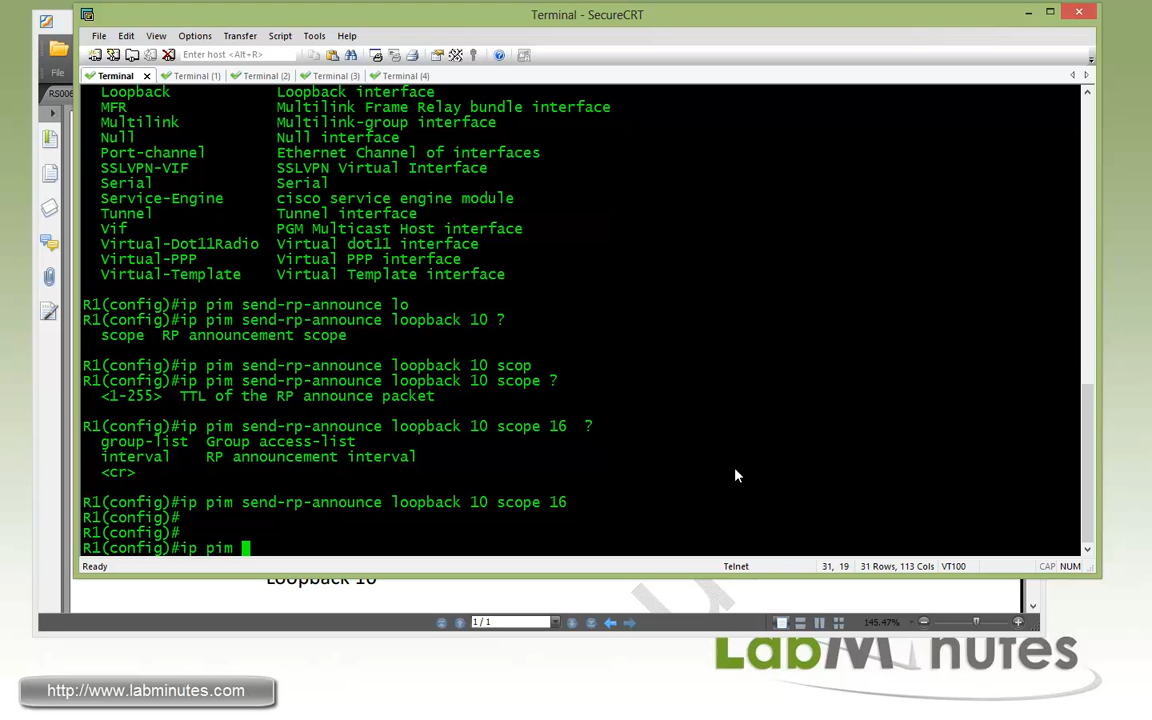 Terminal - SecureCRT
File Edit View Options Transfer Script Tools Help
Enter host <Alt+R>
File
Terminal Terminal (1) Terminal (2) Terminal (3) Terminal (4)
RS006
Loopback Loopback interface
MFR Multilink Frame Relay bundle interface
Multilink Multilink-group interface
Null Null interface
Port-channel Ethernet Channel of interfaces
SSLVPN-VIF SSLVPN Virtual Interface
Serial Serial
Service-Engine cisco service engine module
Tunnel Tunnel interface
Vif PGM Multicast Host interface
Virtual-Dot11Radio Virtual dot11 interface
Virtual-PPP Virtual PPP interface
Virtual-Template Virtual Template interface
R1(config)#ip pim send-rp-announce lo
R1(config)#ip pim send-rp-announce loopback 10 ?
scope RP announcement scope
R1(config)#ip pim send-rp-announce loopback 10 scop
R1(config)#ip pim send-rp-announce loopback 10 scope ?
<1-255> TTL of the RP announce packet
R1(config)#ip pim send-rp-announce loopback 10 scope 16 ?
group-list Group access-list
interval RP announcement interval
<cr>
R1(config)#ip pim send-rp-announce loopback 10 scope 16
R1(config)#
R1(config)#
R1(config)#ip pim
Ready Telnet 31, 19 31 Rows, 113 Cols VT100 CAP NUM
Loopback 10
1 / 1 145.47%
LabMinutes
http://www.labminutes.com